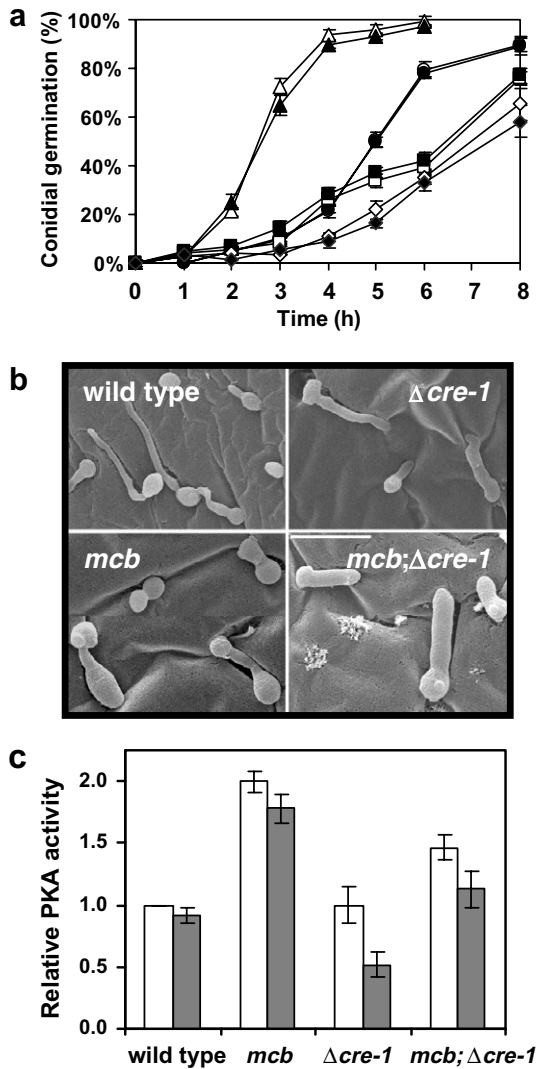 a
Conidial germination (%)
100%
80%
60%
40%
20%
0%
0 1 2 3 4 5 6 8
Time (h)
b
wild type
Δcre-1
mcb
mcb;Δcre-1
c
Relative PKA activity
2.0
1.5
1.0
0.5
0.0
wild type mcb Δcre-1 mcb; Δcre-1